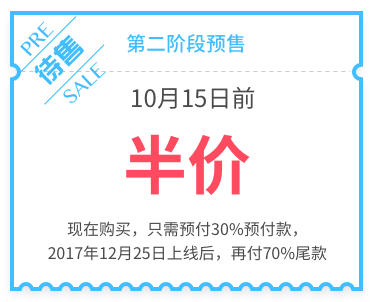 PRE
待售
SALE
第二阶段预售
10月15日前
半价
现在购买，只需预付30%预付款，
2017年12月25日上线后，再付70%尾款